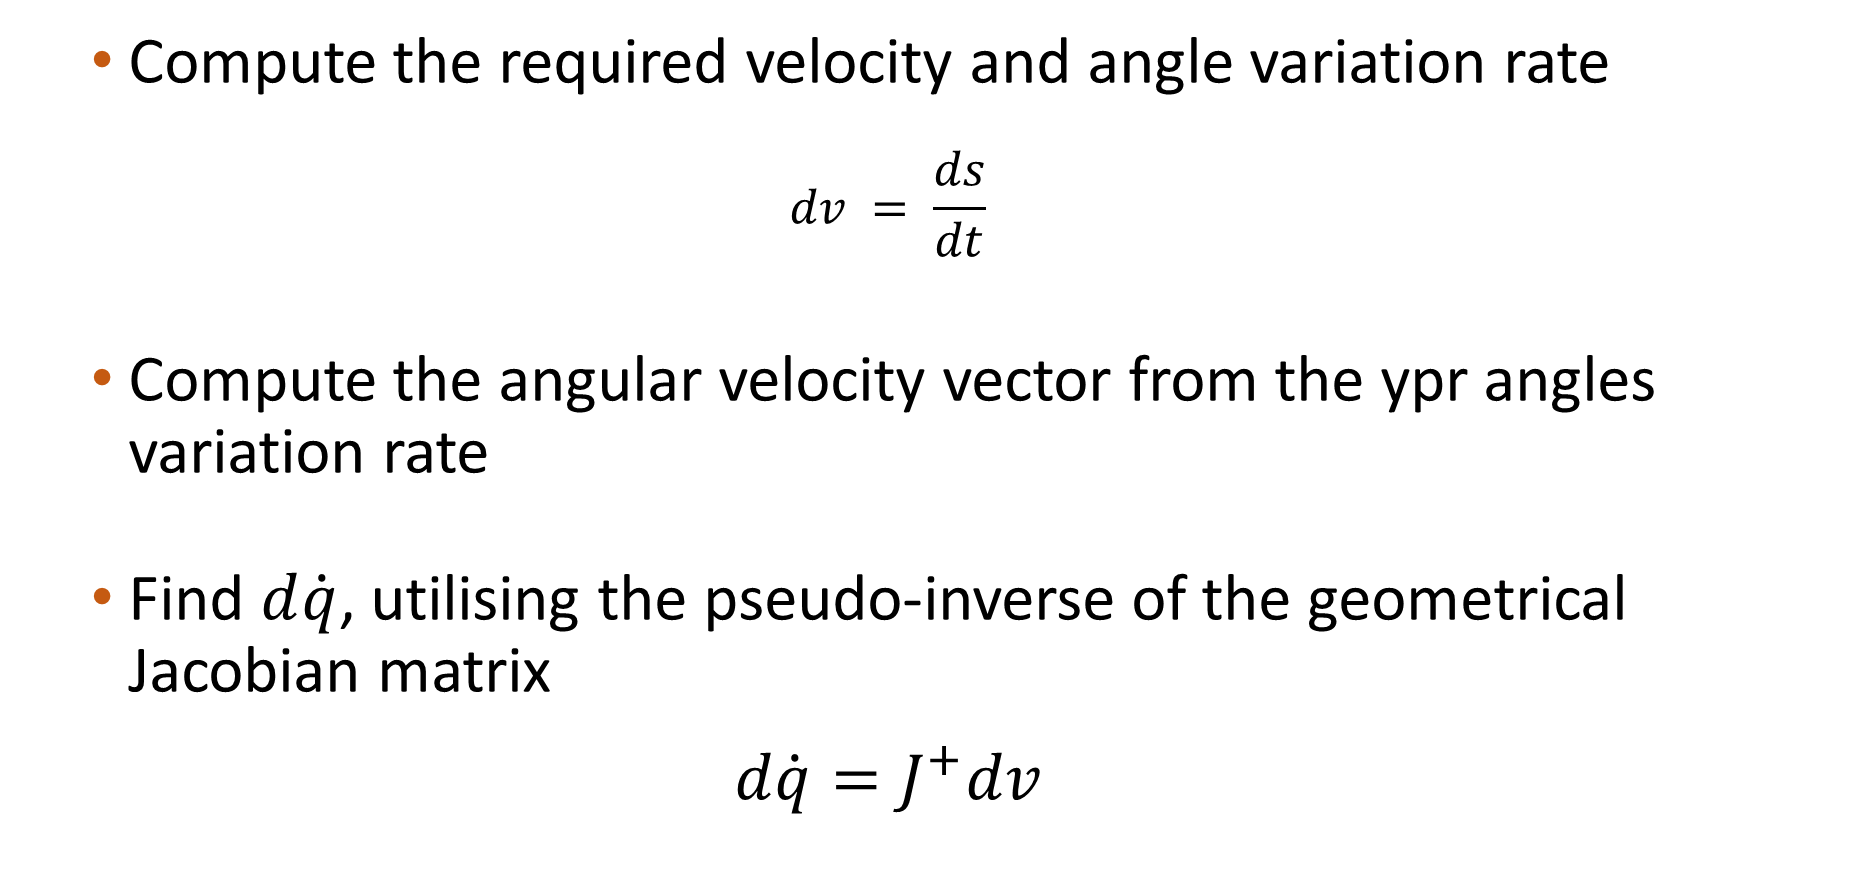 • Compute the required velocity and angle variation rate
dv = ds/dt
• Compute the angular velocity vector from the ypr angles
variation rate
• Find dq̇, utilising the pseudo-inverse of the geometrical
Jacobian matrix
dq̇ = J⁺dv